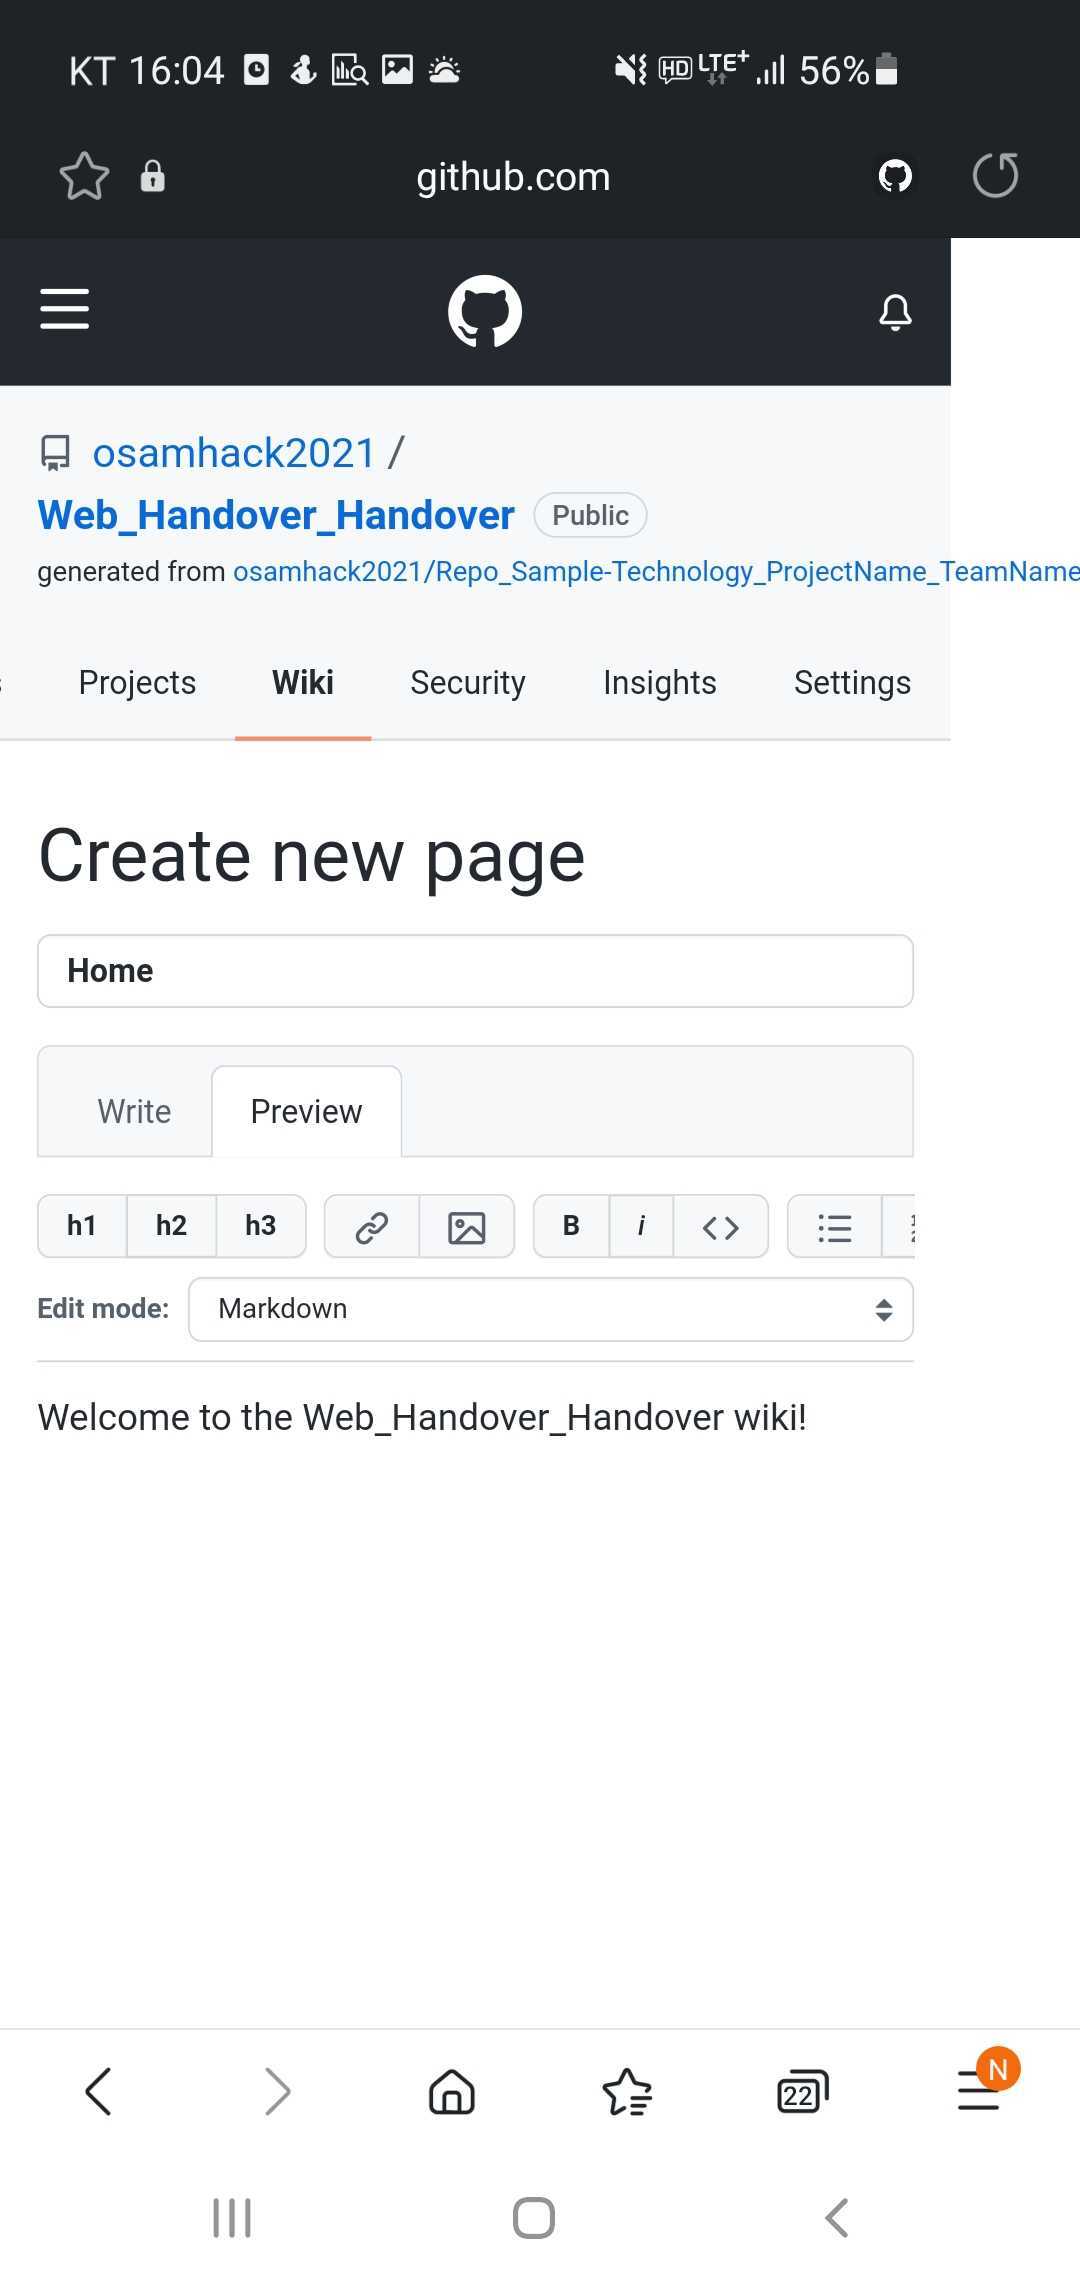 KT 16:04 HD LTE+ 56%
github.com
osamhack2021 /
Web_Handover_Handover Public
generated from osamhack2021/Repo_Sample-Technology_ProjectName_TeamName
Projects Wiki Security Insights Settings
Create new page
Home
Write Preview
h1 h2 h3 B i
Edit mode: Markdown
Welcome to the Web_Handover_Handover wiki!
N
22